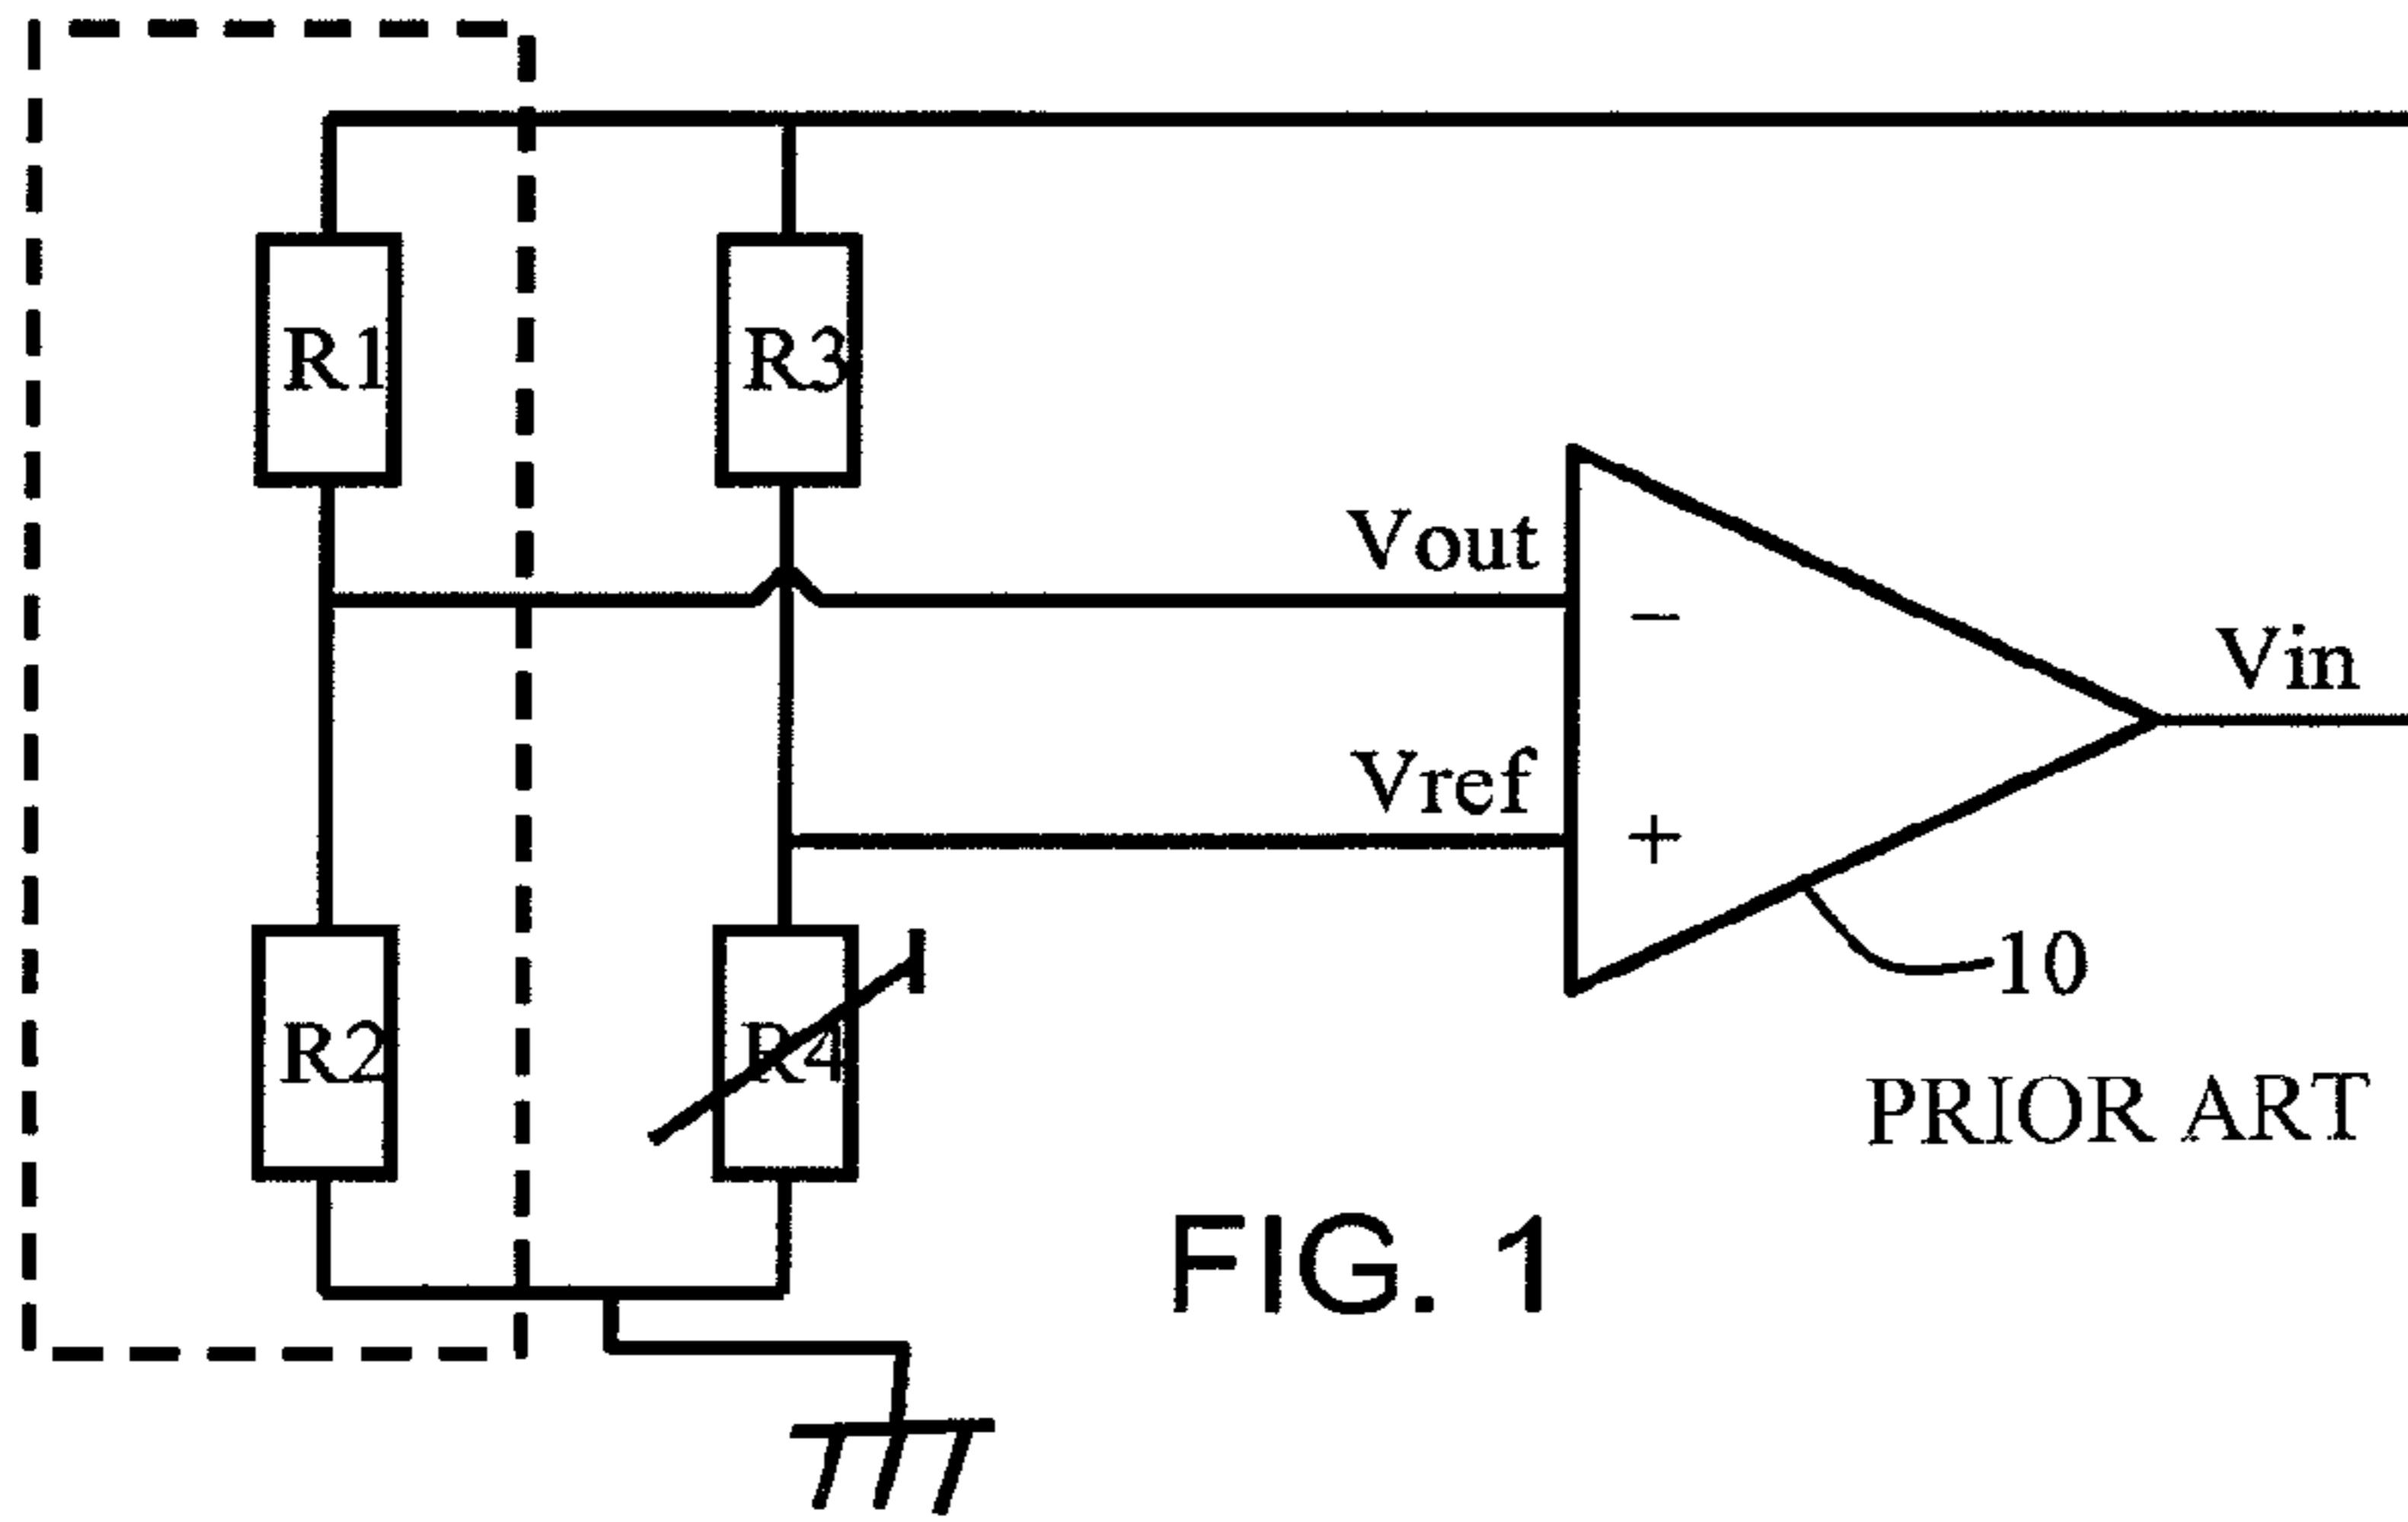 R1
R3
Vout
−
Vin
Vref
+
10
R2
R4
PRIOR ART
FIG. 1